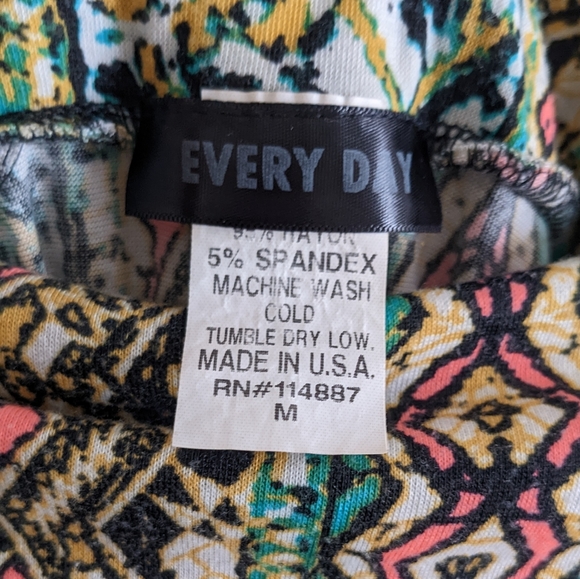 EVERY DAY
5% SPANDEX
MACHINE WASH
COLD
TUMBLE DRY LOW.
MADE IN U.S.A.
RN#114887
M